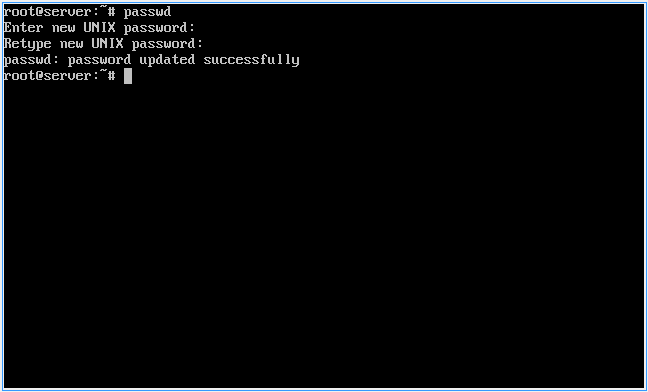 root@server:~# passwd
Enter new UNIX password:
Retype new UNIX password:
passwd: password updated successfully
root@server:~#